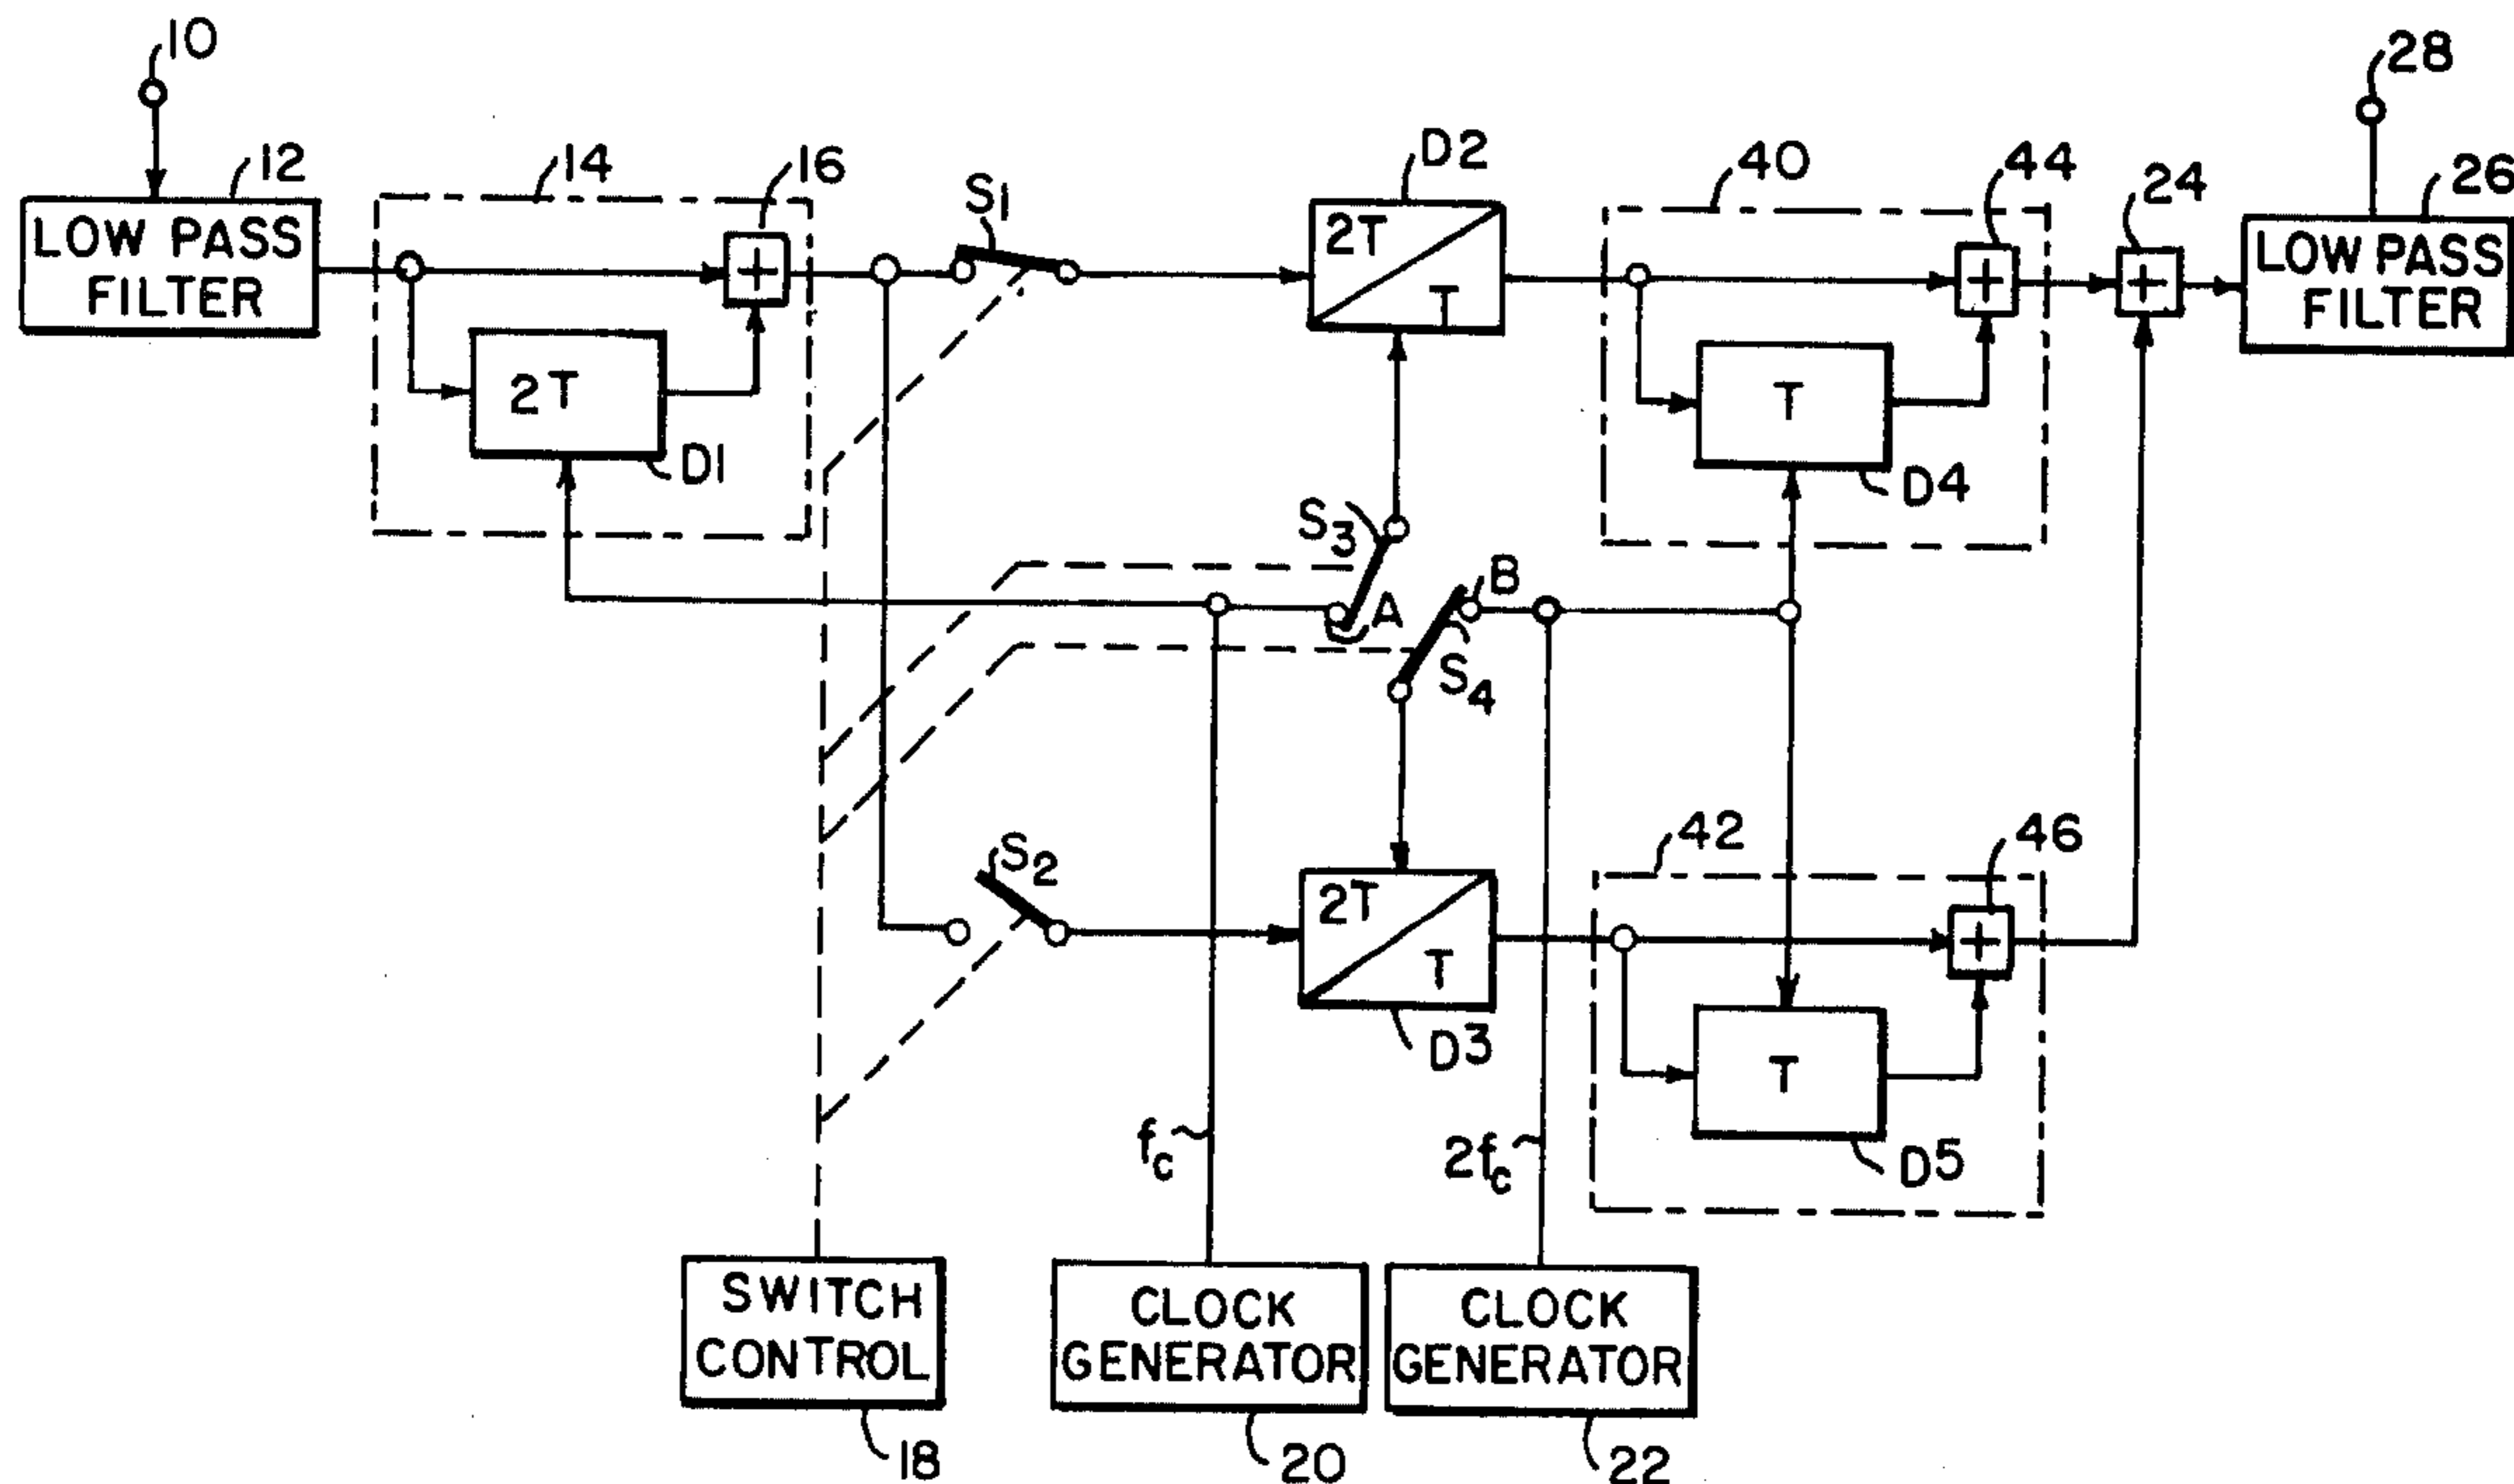 10
28
12
14
16
S1
D2
40
44
24
26
LOW PASS
FILTER
+
2T
T
+
+
LOW PASS
FILTER
2T
D1
T
D4
S3
A
B
S4
S2
2T
T
D3
42
46
+
T
D5
fc
2fc
SWITCH
CONTROL
18
CLOCK
GENERATOR
20
CLOCK
GENERATOR
22